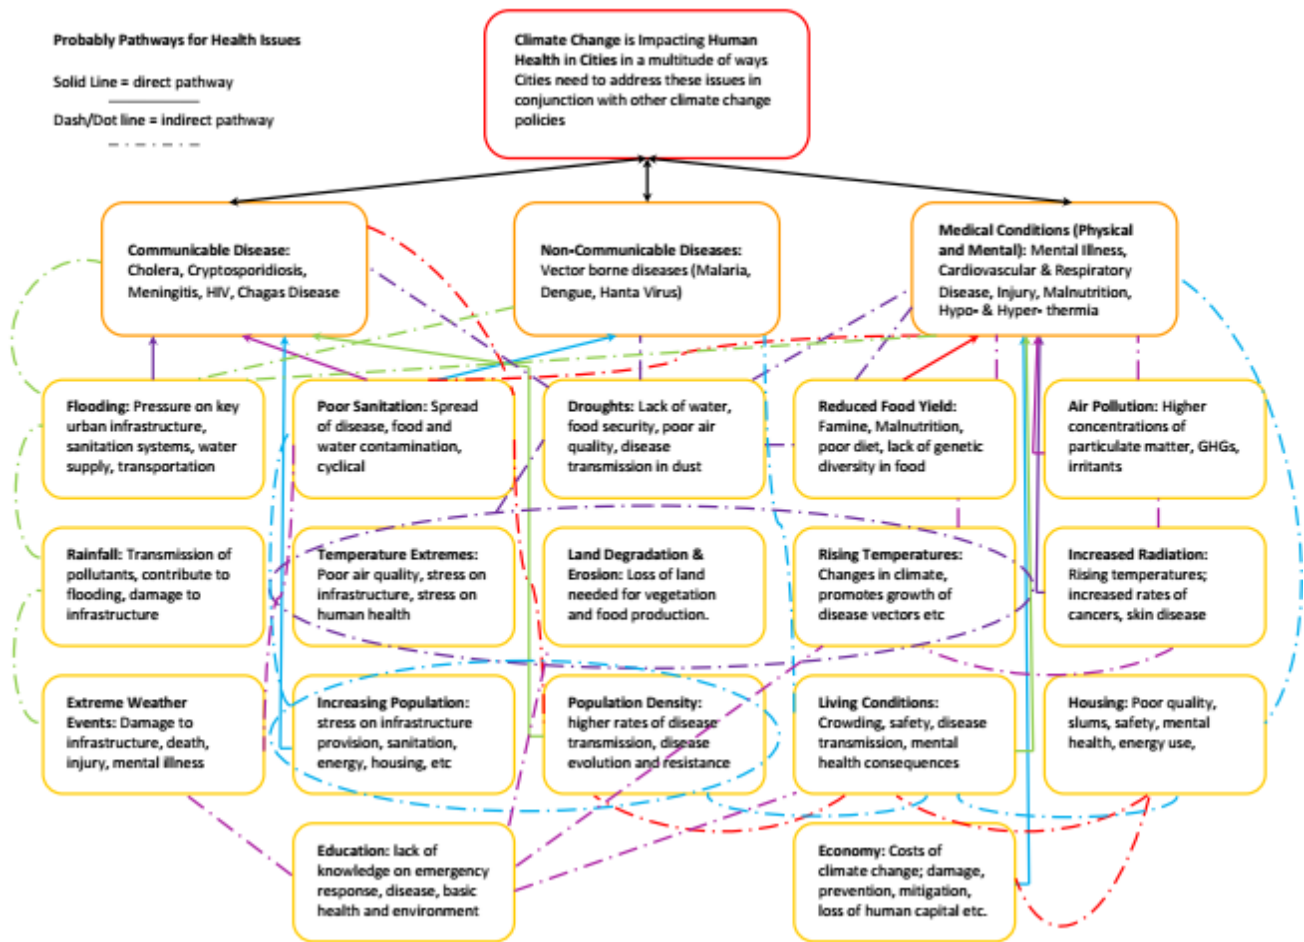 Probably Pathways for Health Issues
Solid Line = direct pathway
Dash/Dot line = indirect pathway
Climate Change is Impacting Human
Health in Cities in a multitude of ways
Cities need to address these issues in
conjunction with other climate change
policies
Communicable Disease:
Cholera, Cryptosporidiosis,
Meningitis, HIV, Chagas Disease
Non-Communicable Diseases:
Vector borne diseases (Malaria,
Dengue, Hanta Virus)
Medical Conditions (Physical
and Mental): Mental Illness,
Cardiovascular & Respiratory
Disease, Injury, Malnutrition,
Hypo- & Hyper- thermia
Flooding: Pressure on key
urban infrastructure,
sanitation systems, water
supply, transportation
Poor Sanitation: Spread
of disease, food and
water contamination,
cyclical
Droughts: Lack of water,
food security, poor air
quality, disease
transmission in dust
Reduced Food Yield:
Famine, Malnutrition,
poor diet, lack of genetic
diversity in food
Air Pollution: Higher
concentrations of
particulate matter, GHGs,
irritants
Rainfall: Transmission of
pollutants, contribute to
flooding, damage to
infrastructure
Temperature Extremes:
Poor air quality, stress on
infrastructure, stress on
human health
Land Degradation &
Erosion: Loss of land
needed for vegetation
and food production.
Rising Temperatures:
Changes in climate,
promotes growth of
disease vectors etc
Increased Radiation:
Rising temperatures;
increased rates of
cancers, skin disease
Extreme Weather
Events: Damage to
infrastructure, death,
injury, mental illness
Increasing Population:
stress on infrastructure
provision, sanitation,
energy, housing, etc
Population Density:
higher rates of disease
transmission, disease
evolution and resistance
Living Conditions:
Crowding, safety, disease
transmission, mental
health consequences
Housing: Poor quality,
slums, safety, mental
health, energy use,
Education: lack of
knowledge on emergency
response, disease, basic
health and environment
Economy: Costs of
climate change; damage,
prevention, mitigation,
loss of human capital etc.